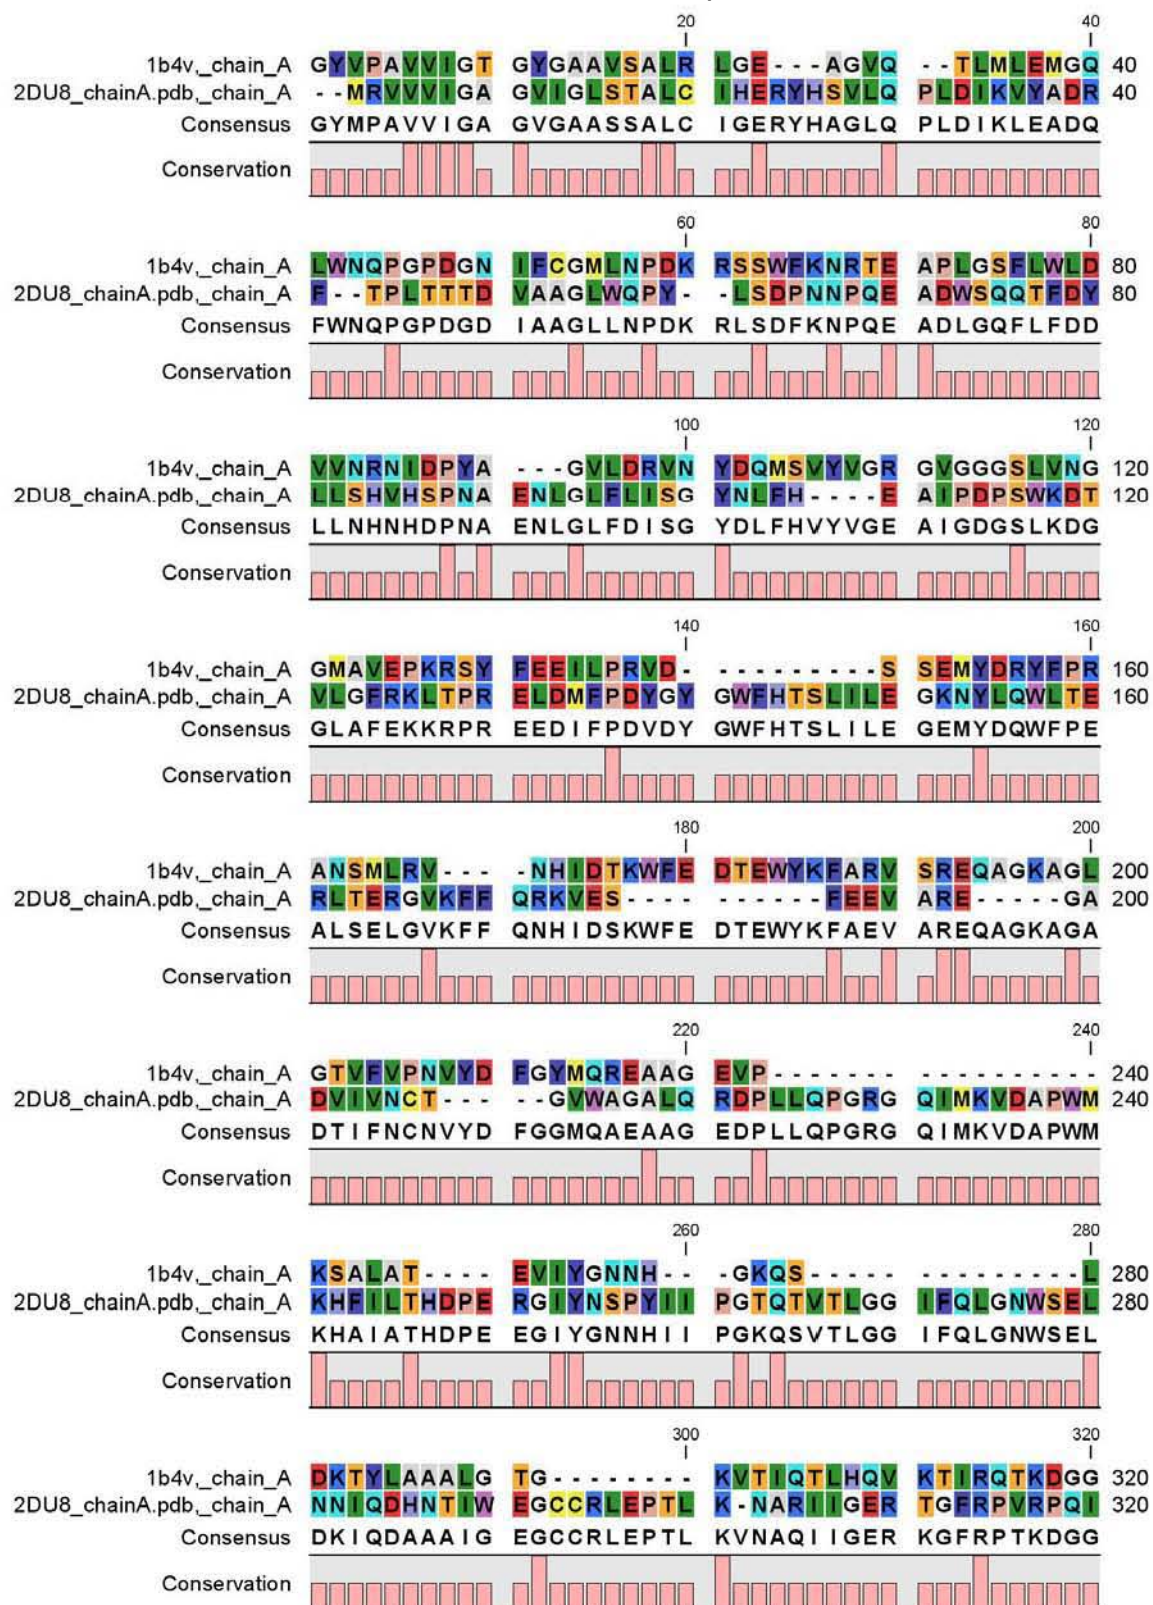 20 40
1b4v,_chain_A GYVPAVVIGT GYGAAVSALR LGE---AGVQ --TLMLEMGQ 40
2DU8_chainA.pdb,_chain_A --MRVVVIGA GVIGLSTALC IHERYHSVLQ PLDIKVYADR 40
Consensus GYMPAVVIGA GVGAASSALC IGERYHAGLQ PLDIKLEADQ
Conservation
60 80
1b4v,_chain_A LWNQPGPDGN IFCGMLNPDK RSSWFKNRTE APLGSFLWLD 80
2DU8_chainA.pdb,_chain_A F--TPLTTTD VAAGLWQPY- -LSDPNNPQE ADWSQQTFDY 80
Consensus FWNQPGPDGD IAAGLLNPDK RLSDFKNPQE ADLGQFLFDD
Conservation
100 120
1b4v,_chain_A VVNRNIDPYA ---GVLDRVN YDQMSVYVGR GVGGGSLVNG 120
2DU8_chainA.pdb,_chain_A LLSHVHSPNA ENLGLFLISG YNLFH----E AIPDPSWKDT 120
Consensus LLNHNHDPNA ENLGLFDISG YDLFHVYVGE AIGDGSLKDG
Conservation
140 160
1b4v,_chain_A GMAVEPKRSY FEEILPRVD- ---------S SEMYDRYFPR 160
2DU8_chainA.pdb,_chain_A VLGFRKLTPR ELDMFPDYGY GWFHTSLILE GKNYLQWLTE 160
Consensus GLAFEKKRPR EEDIFPDVDY GWFHTSLILE GEMYDQWFPE
Conservation
180 200
1b4v,_chain_A ANSMLRV--- -NHIDTKWFE DTEWYKFARV SREQAGKAGL 200
2DU8_chainA.pdb,_chain_A RLTERGVKFF QRKVES---- ------FEEV ARE-----GA 200
Consensus ALSELGVKFF QNHIDSKWFE DTEWYKFAEV AREQAGKAGA
Conservation
220 240
1b4v,_chain_A GTVFVPNVYD FGYMQREAAG EVP------- ---------- 240
2DU8_chainA.pdb,_chain_A DVIVNCT--- --GVWAGALQ RDPLLQPGRG QIMKVDAPWM 240
Consensus DTIFNCNVYD FGGMQAEAAG EDPLLQPGRG QIMKVDAPWM
Conservation
260 280
1b4v,_chain_A KSALAT---- EVIYGNNH-- -GKQS----- ---------L 280
2DU8_chainA.pdb,_chain_A KHFILTHDPE RGIYNSPYII PGTQTVTLGG IFQLGNWSEL 280
Consensus KHAIATHDPE EGIYGNNHII PGKQSVTLGG IFQLGNWSEL
Conservation
300 320
1b4v,_chain_A DKTYLAAALG TG-------- KVTIQTLHQV KTIRQTKDGG 320
2DU8_chainA.pdb,_chain_A NNIQDHNTIW EGCCRLEPTL K-NARIIGER TGFRPVRPQI 320
Consensus DKIQDAAAIG EGCCRLEPTL KVNAQIIGER KGFRPTKDGG
Conservation